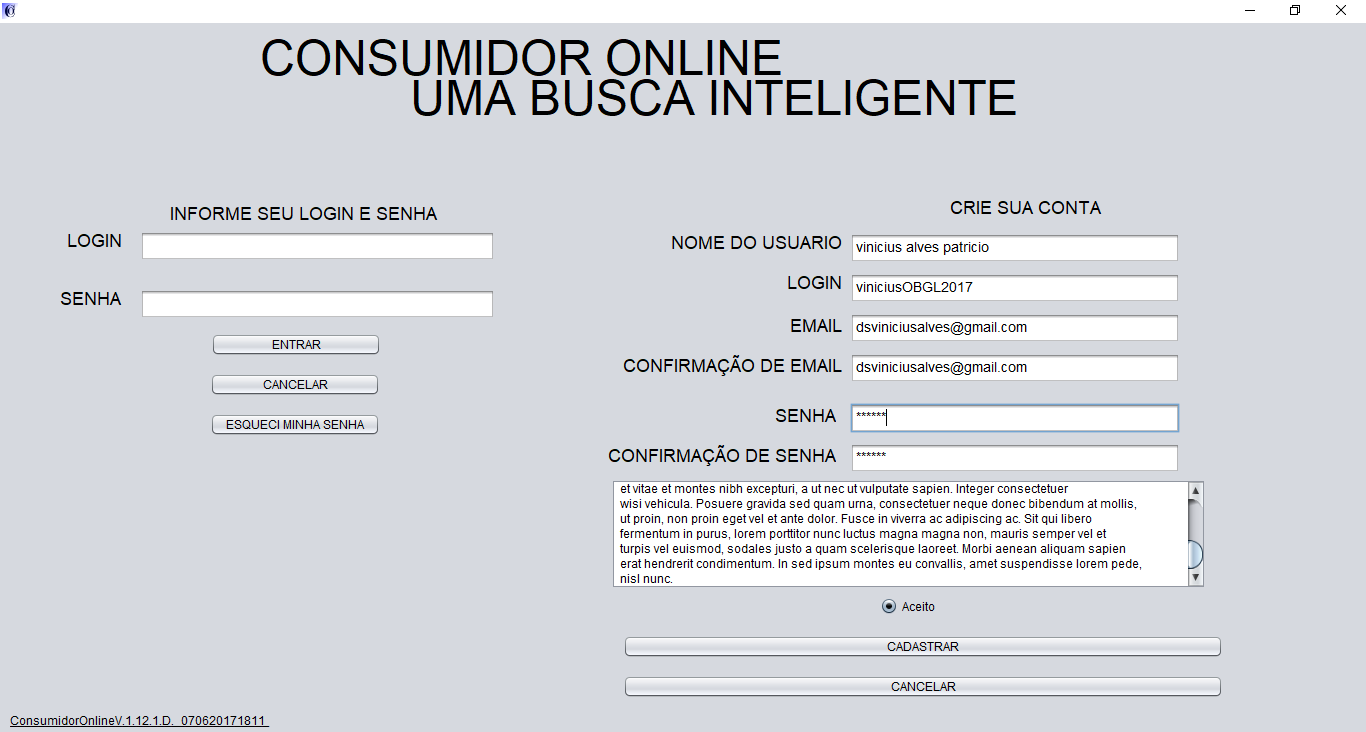 CONSUMIDOR ONLINE
UMA BUSCA INTELIGENTE
INFORME SEU LOGIN E SENHA
LOGIN
SENHA
ENTRAR
CANCELAR
ESQUECI MINHA SENHA
CRIE SUA CONTA
NOME DO USUARIO vinicius alves patricio
LOGIN viniciusOBGL2017
EMAIL dsviniciusalves@gmail.com
CONFIRMAÇÃO DE EMAIL dsviniciusalves@gmail.com
SENHA ******
CONFIRMAÇÃO DE SENHA ******
et vitae et montes nibh excepturi, a ut nec ut vulputate sapien. Integer consectetuer
wisi vehicula. Posuere gravida sed quam urna, consectetuer neque donec bibendum at mollis,
ut proin, non proin eget vel et ante dolor. Fusce in viverra ac adipiscing ac. Sit qui libero
fermentum in purus, lorem porttitor nunc luctus magna magna non, mauris semper vel et
turpis vel euismod, sodales justo a quam scelerisque laoreet. Morbi aenean aliquam sapien
erat hendrerit condimentum. In sed ipsum montes eu convallis, amet suspendisse lorem pede,
nisl nunc.
Aceito
CADASTRAR
CANCELAR
ConsumidorOnlineV.1.12.1.D._070620171811_